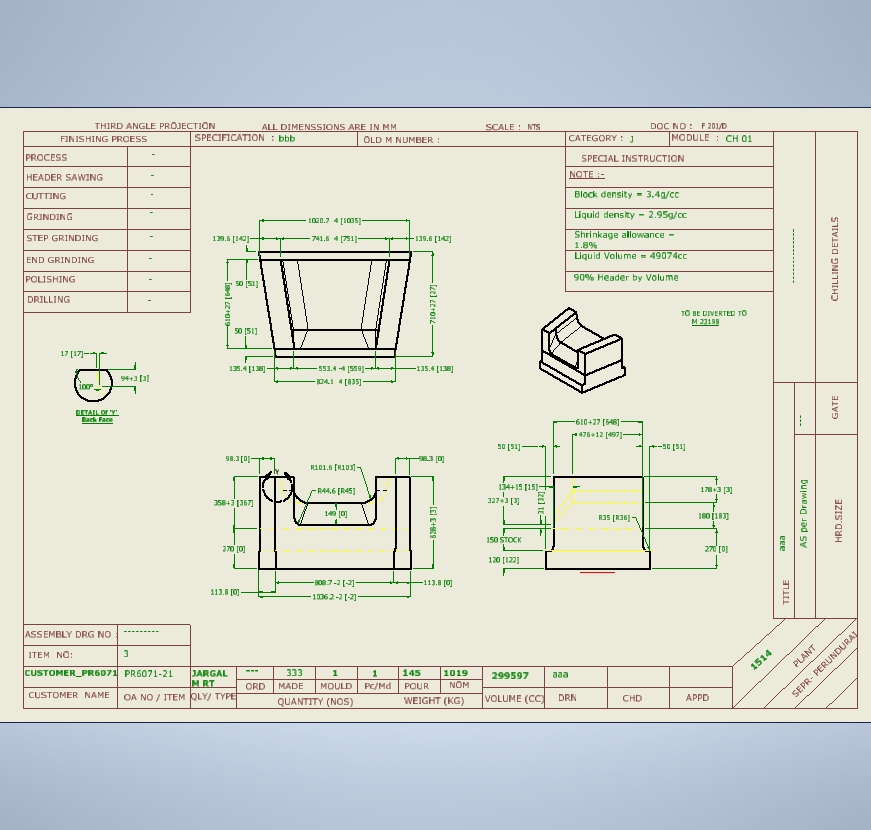 THIRD ANGLE PROJECTION ALL DIMENSSIONS ARE IN MM SCALE : NTS DOC NO : F 201/D
FINISHING PROESS SPECIFICATION : bbb OLD M NUMBER : CATEGORY : J MODULE : CH 01
PROCESS -
HEADER SAWING -
CUTTING -
GRINDING -
STEP GRINDING -
END GRINDING -
POLISHING -
DRILLING -
SPECIAL INSTRUCTION
NOTE :-
Block density = 3.4g/cc
Liquid density = 2.95g/cc
Shrinkage allowance =
1.8%
Liquid Volume = 49074cc
90% Header by Volume
CHILLING DETAILS
--------
GATE
---
HRD.SIZE
AS per Drawing
TITLE aaa
1020.7 4 [1035]
139.6 [142] 741.6 4 [751] 139.6 [142]
50 [51]
610+27 [648]
50 [51]
710+27 [27]
135.4 [138] 553.4 -4 [559] 135.4 [138]
824.1 4 [835]
TO BE DIVERTED TO
M 23198
17 [17]
94+3 [3]
100°
DETAIL Of 'Y'
Back Face
98.3 [0] 98.3 [0]
Y
R101.6 [R103]
R44.6 [R45]
358+3 [367]
149 [0]
628+3 [3]
270 [0]
808.7 -2 [-2]
113.8 [0] 113.8 [0]
1036.2 -2 [-2]
610+27 [648]
476+12 [497]
50 [51] 50 [51]
134+15 [15]
178+3 [3]
327+3 [3]
31 [32]
180 [183]
R35 [R36]
150 STOCK
270 [0]
120 [122]
ASSEMBLY DRG NO : ---------
ITEM NO: 3
CUSTOMER_PR6071 PR6071-21 JARGAL
M RT
--- 333 1 1 145 1019 299597 aaa
ORD MADE MOULD Pc/Md POUR NOM
CUSTOMER NAME OA NO / ITEM QLY/ TYPE QUANTITY (NOS) WEIGHT (KG) VOLUME (CC) DRN CHD APPD
1514
PLANT
SEPR- PERUNDURAI